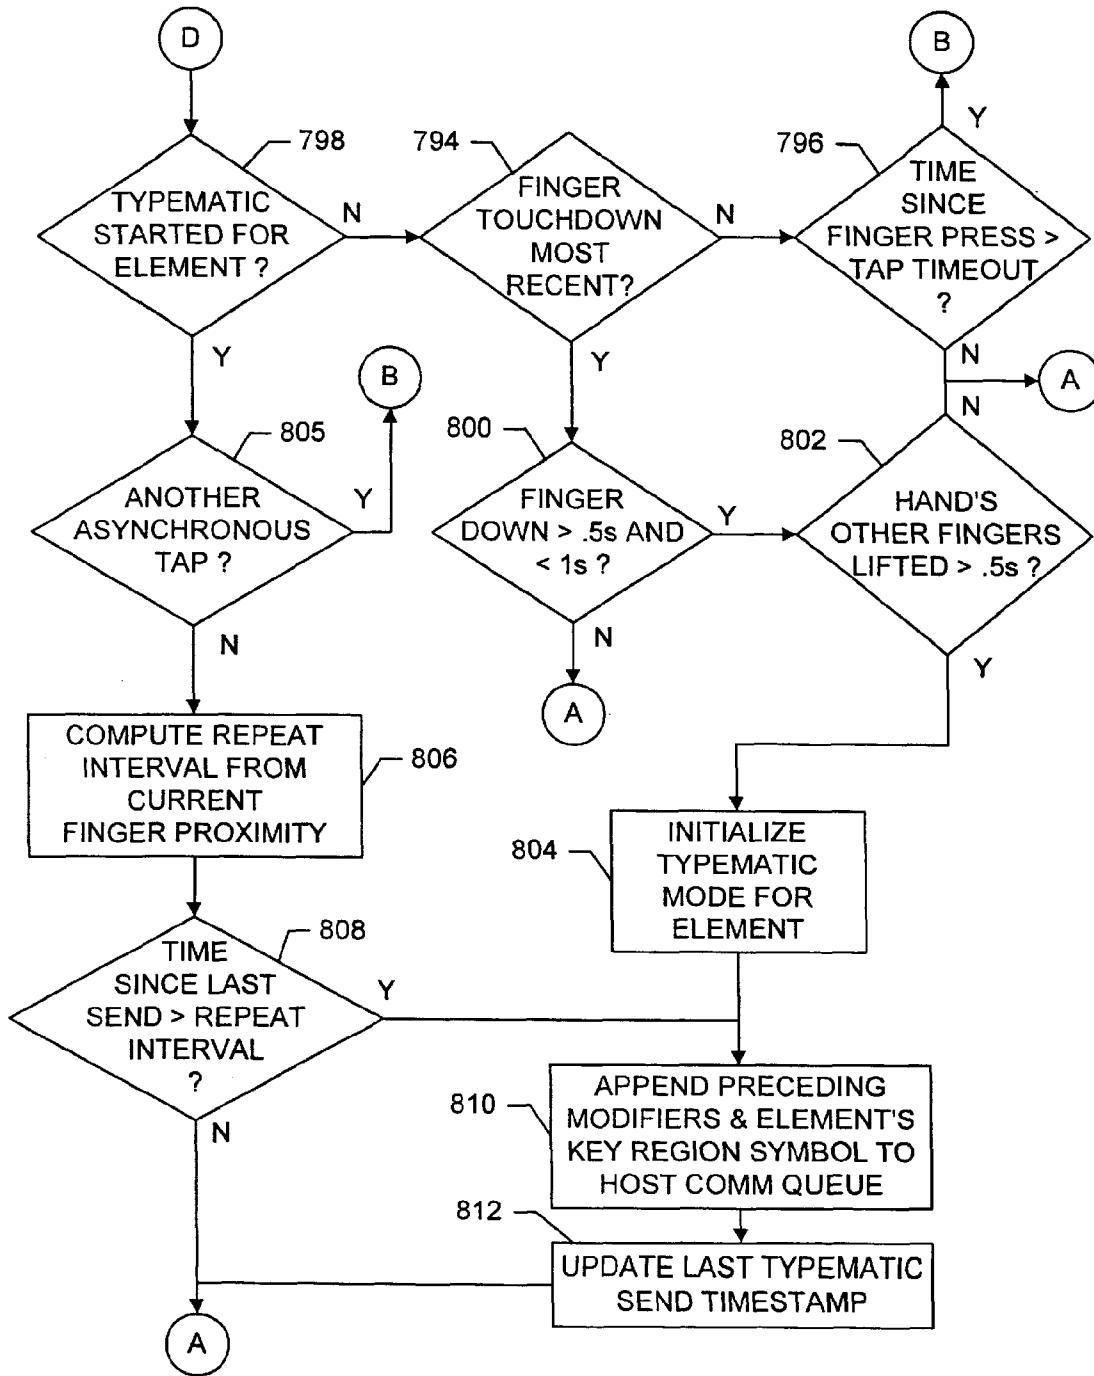 D
B
798
794
796
TYPEMATIC
STARTED FOR
ELEMENT ?
N
FINGER
TOUCHDOWN
MOST
RECENT?
N
Y
TIME
SINCE
FINGER PRESS >
TAP TIMEOUT
?
Y
B
Y
N
A
N
805
800
802
ANOTHER
ASYNCHRONOUS
TAP ?
Y
FINGER
DOWN > .5s AND
< 1s ?
Y
HAND'S
OTHER FINGERS
LIFTED > .5s ?
N
N
Y
A
COMPUTE REPEAT
INTERVAL FROM
CURRENT
FINGER PROXIMITY
806
804
INITIALIZE
TYPEMATIC
MODE FOR
ELEMENT
808
TIME
SINCE LAST
SEND > REPEAT
INTERVAL
?
Y
N
810
APPEND PRECEDING
MODIFIERS & ELEMENT'S
KEY REGION SYMBOL TO
HOST COMM QUEUE
812
UPDATE LAST TYPEMATIC
SEND TIMESTAMP
A